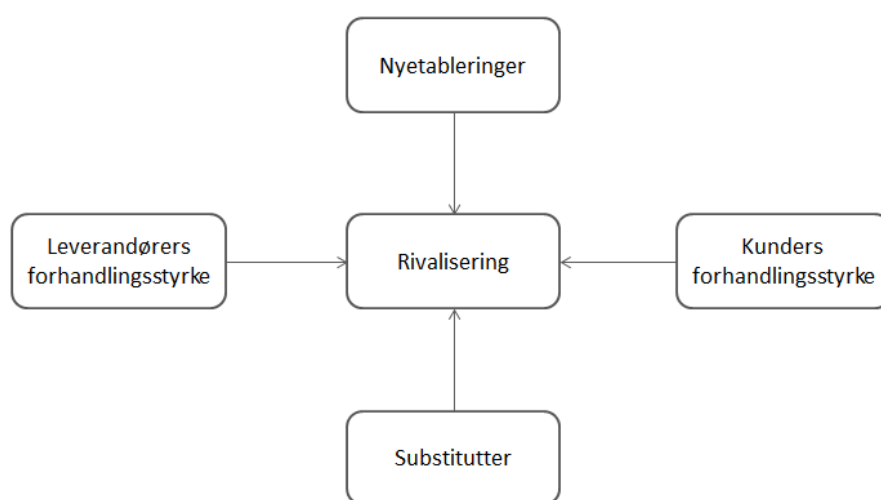 Nyetableringer
Leverandørers
forhandlingsstyrke
Rivalisering
Kunders
forhandlingsstyrke
Substitutter